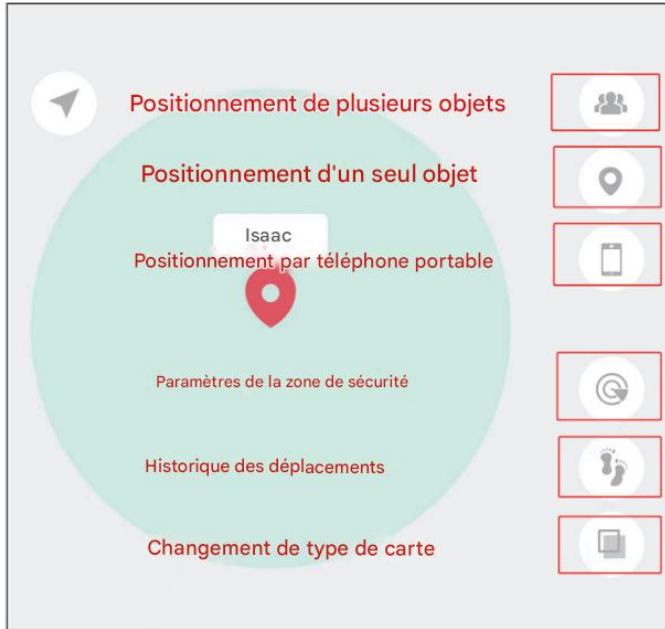 Positionnement de plusieurs objets
Positionnement d'un seul objet
Isaac
Positionnement par téléphone portable
Paramètres de la zone de sécurité
Historique des déplacements
Changement de type de carte